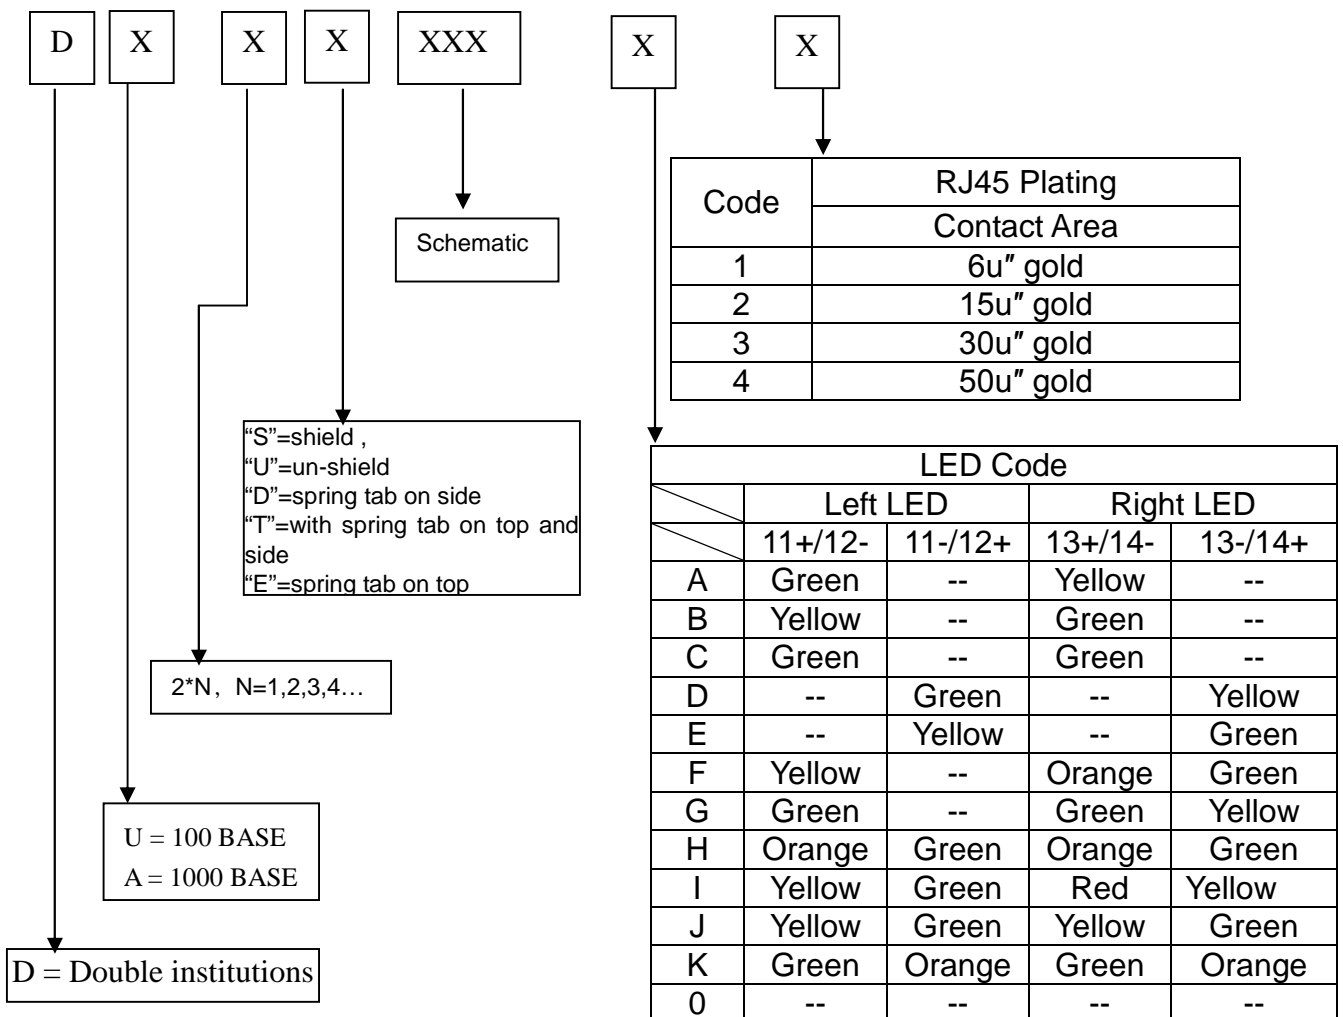 D X X X XXX X X
Code RJ45 Plating
Contact Area
1 6u″ gold
2 15u″ gold
3 30u″ gold
4 50u″ gold
Schematic
“S”=shield ,
“U”=un-shield
“D”=spring tab on side
“T”=with spring tab on top and
side
“E”=spring tab on top
2*N, N=1,2,3,4…
U = 100 BASE
A = 1000 BASE
D = Double institutions
LED Code
Left LED Right LED
11+/12- 11-/12+ 13+/14- 13-/14+
A Green -- Yellow --
B Yellow -- Green --
C Green -- Green --
D -- Green -- Yellow
E -- Yellow -- Green
F Yellow -- Orange Green
G Green -- Green Yellow
H Orange Green Orange Green
I Yellow Green Red Yellow
J Yellow Green Yellow Green
K Green Orange Green Orange
0 -- -- -- --